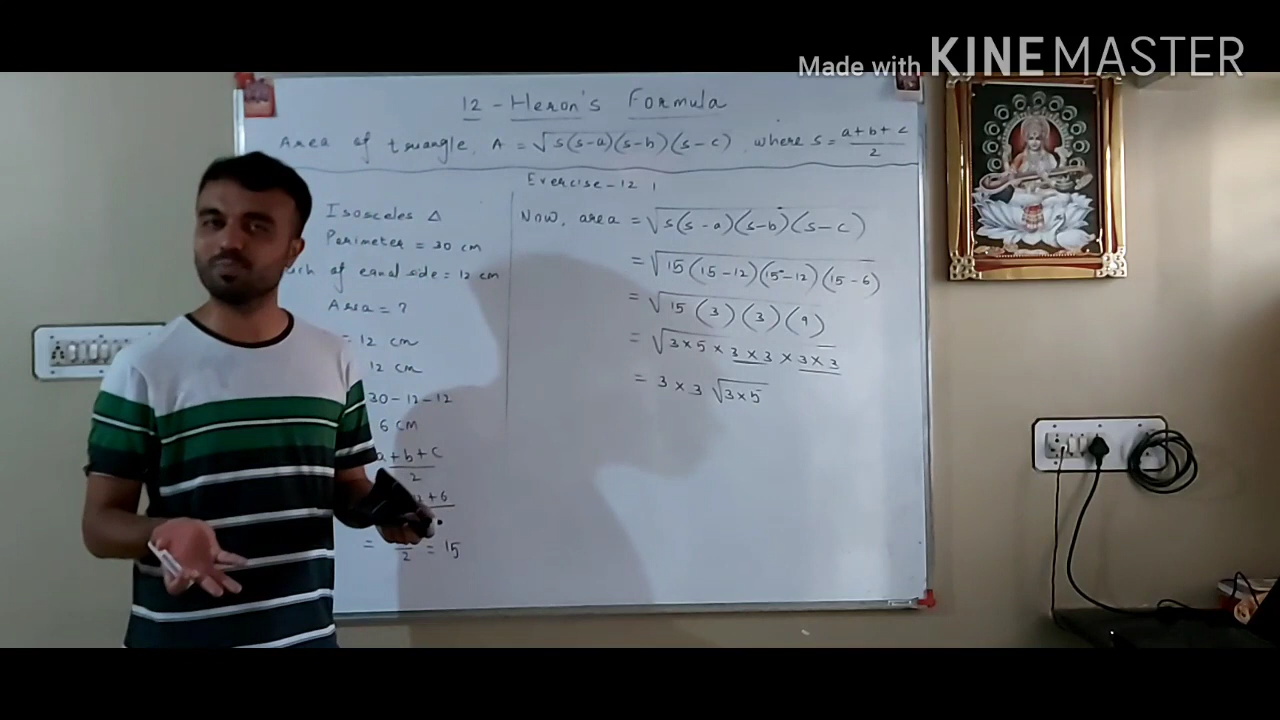 Made with KINEMASTER
12 - Heron's Formula
Area of triangle, A = √s(s-a)(s-b)(s-c) where s = a+b+c/2
Exercise-12.1
Isosceles Δ
Perimeter = 30 cm
of equal side = 12 cm
Area = ?
= 12 cm
12 cm
30-12-12
6 cm
a+b+c
2
+6
= 2 = 15
Now, area = √s(s-a)(s-b)(s-c)
= √15(15-12)(15-12)(15-6)
= √15(3)(3)(9)
= √3×5×3×3×3×3
= 3×3√3×5